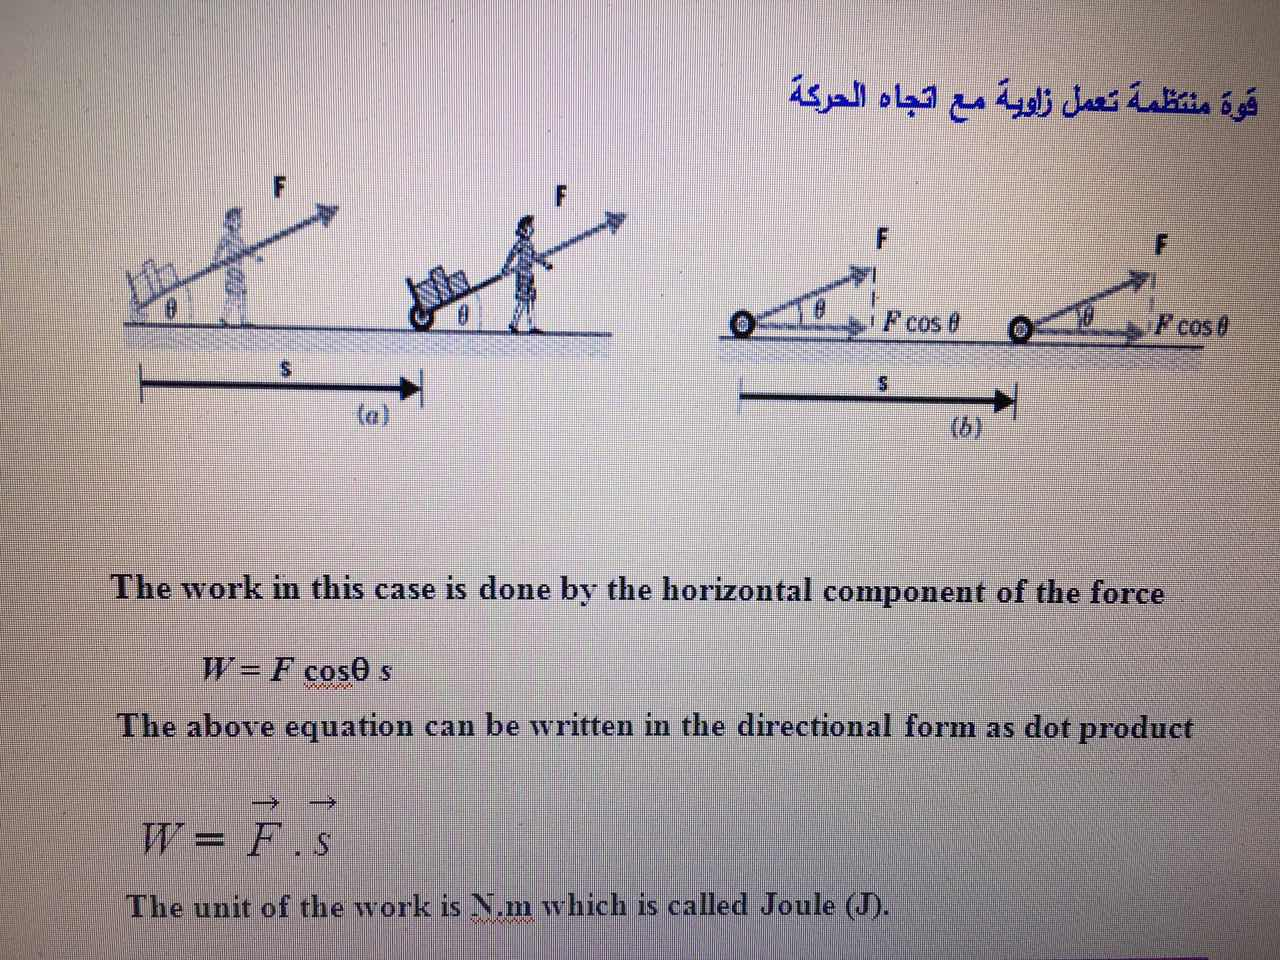 قوة منتظمة تعمل زاوية مع اتجاه الحركة
F
F
θ
θ
s
(a)
F
F
θ
F cos θ
θ
F cos θ
s
(b)
The work in this case is done by the horizontal component of the force
W = F cosθ s
The above equation can be written in the directional form as dot product
W = F⃗ . s⃗
The unit of the work is N.m which is called Joule (J).